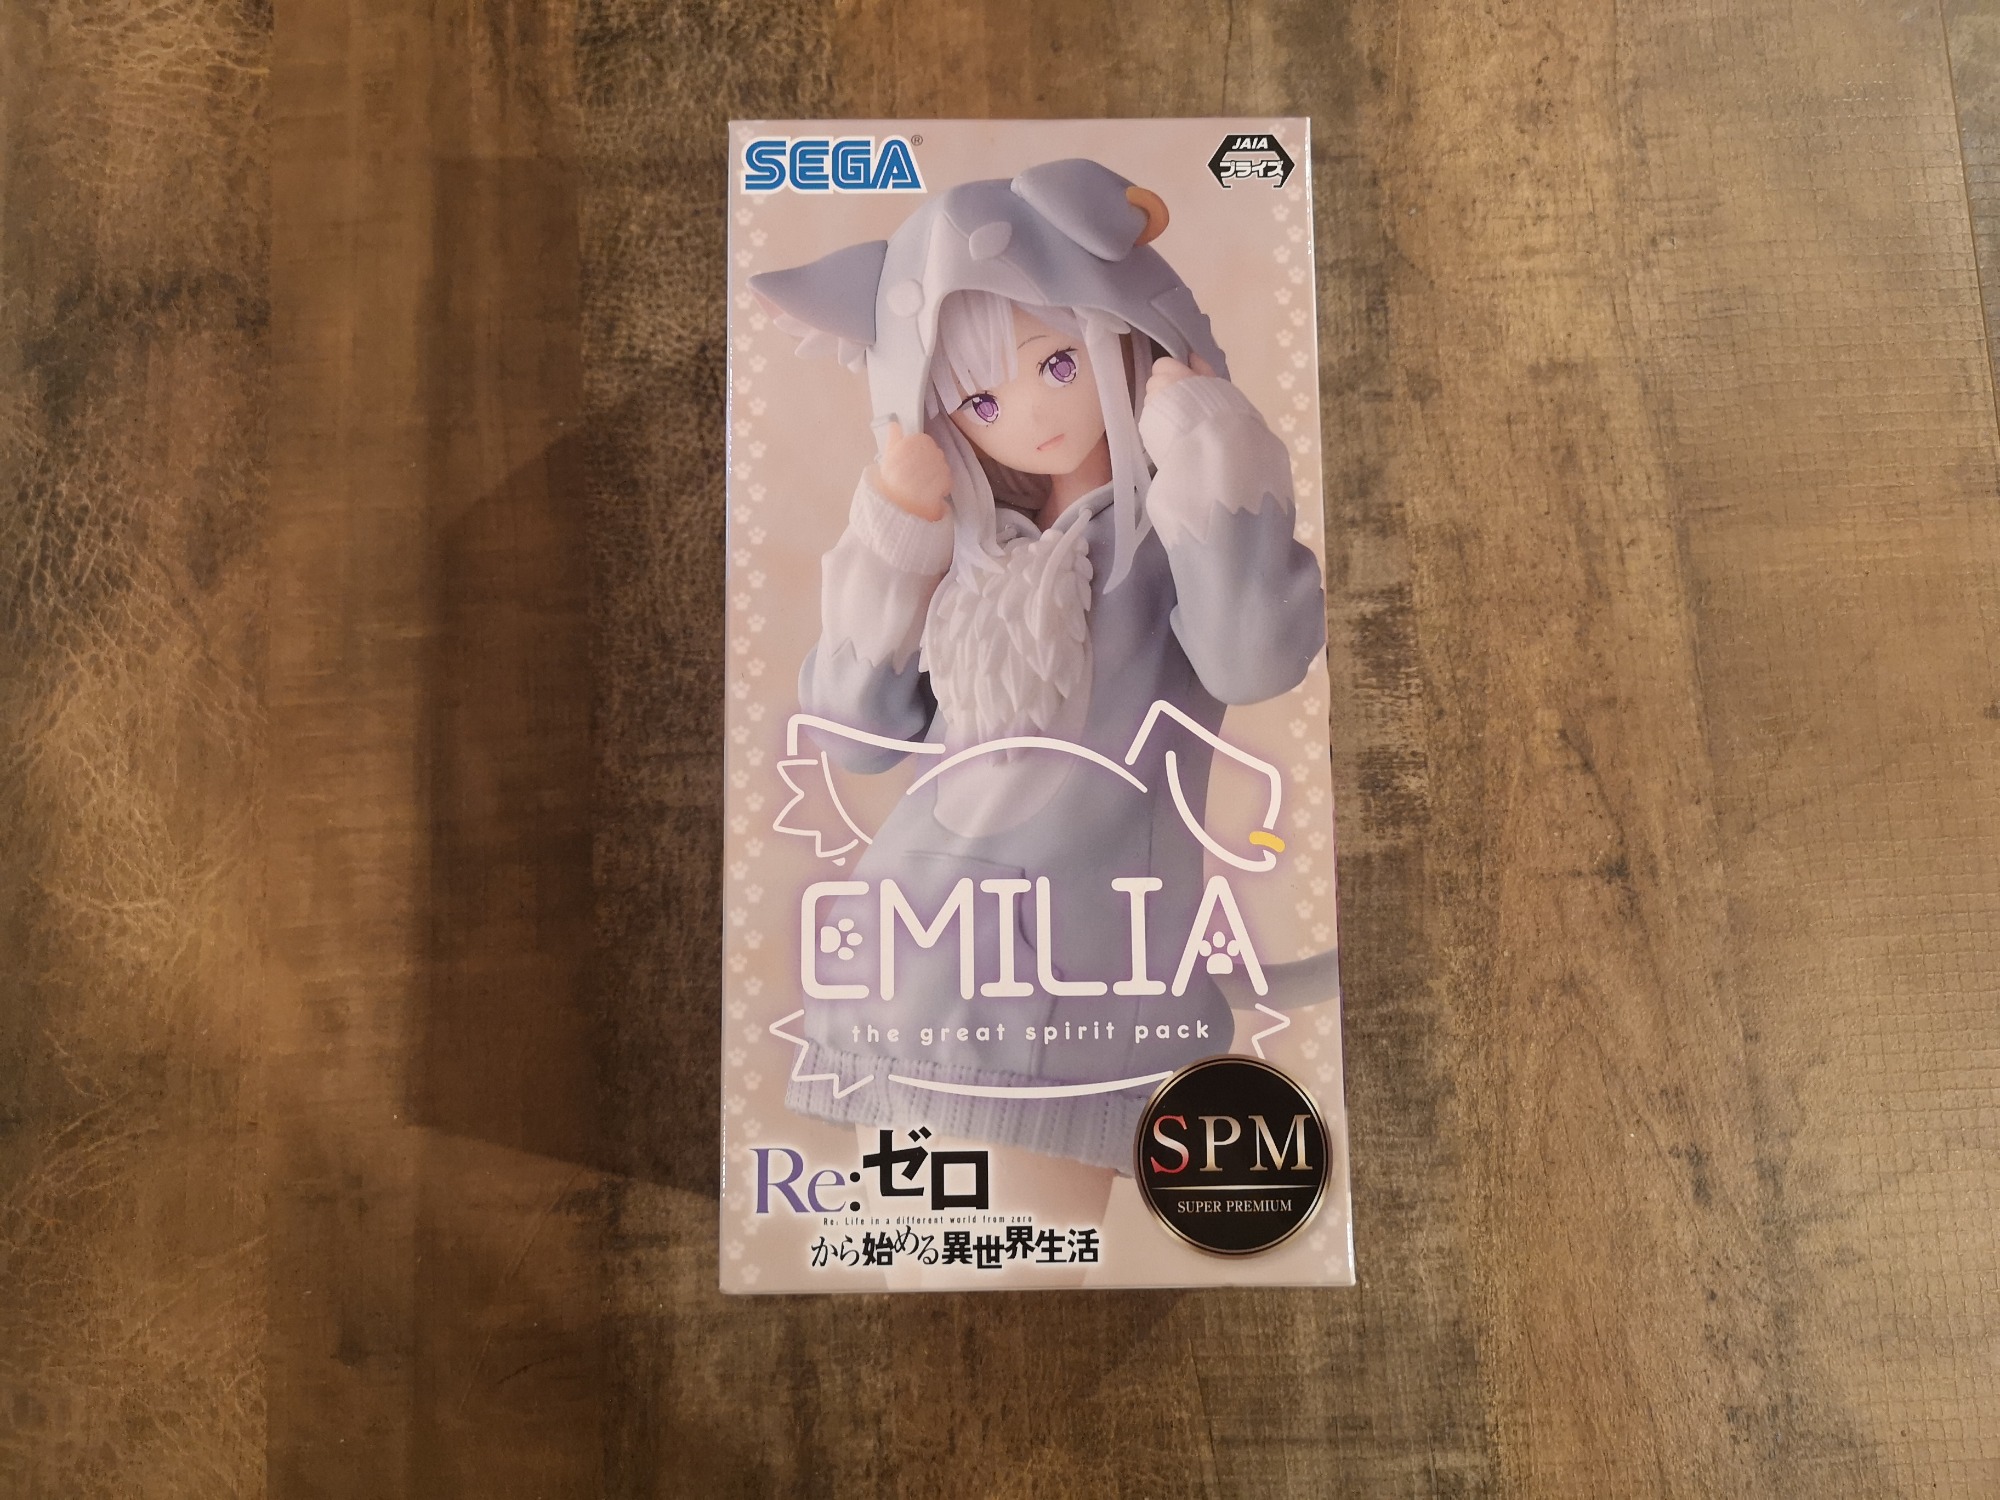 SEGA®
JAIA
プライズ
EMILIA
the great spirit pack
SPM
SUPER PREMIUM
Re:ゼロ
Re: Life in a different world from zero
から始める異世界生活